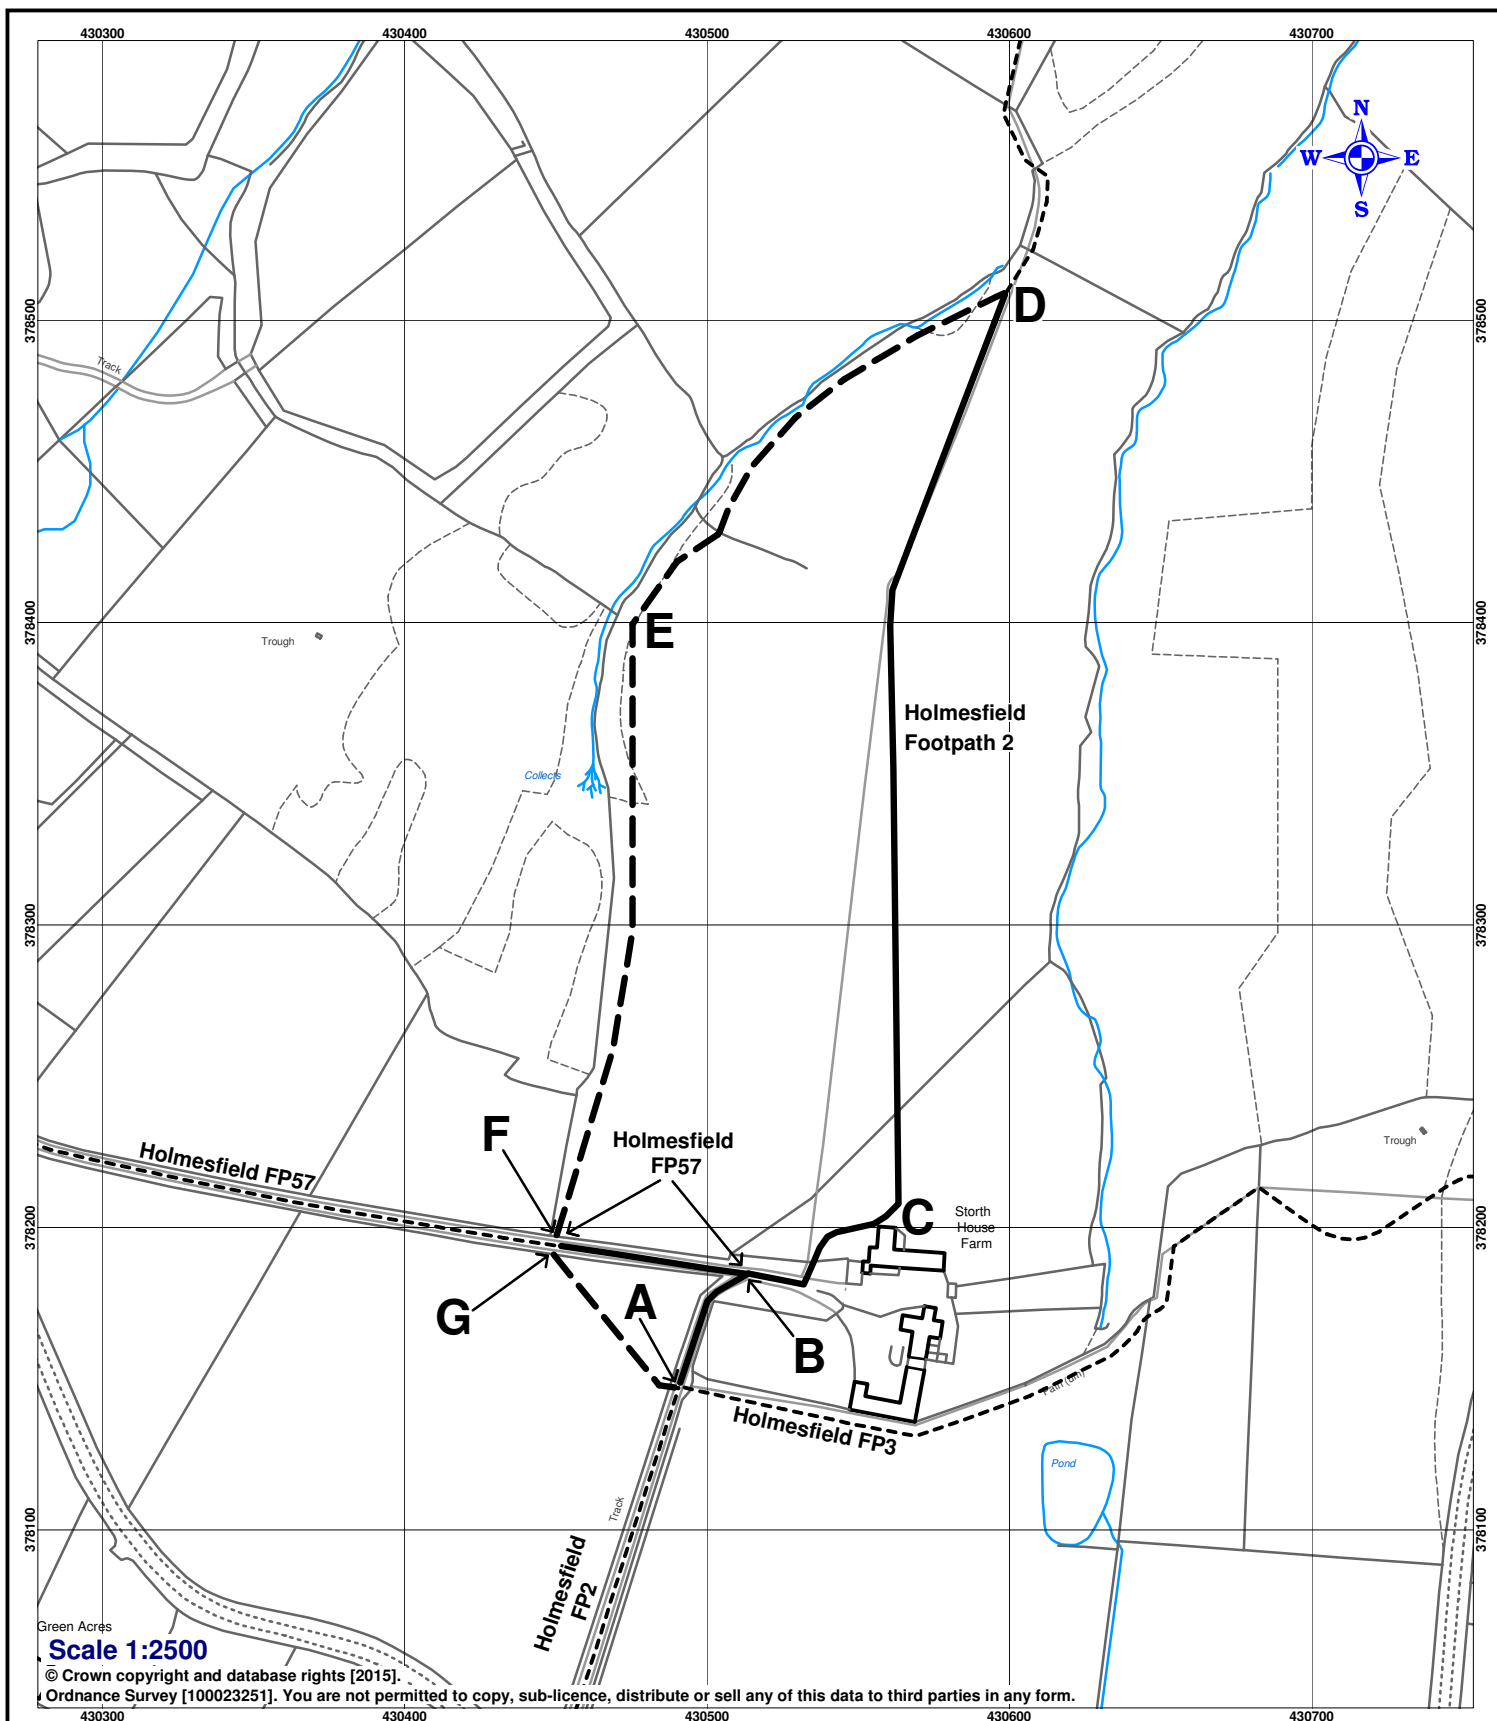 430300 430400 430500 430600 430700
N
W E
S
D
378500 378500
Track
E
378400 378400
Trough
Holmesfield
Footpath 2
Collects
378300 378300
F
Holmesfield
FP57
Holmesfield FP57
Trough
C
Storth
House
Farm
378200 378200
A
G
B
Path (um)
Holmesfield FP3
Pond
Track
378100 378100
Holmesfield
FP2
Green Acres
Scale 1:2500
© Crown copyright and database rights [2015].
Ordnance Survey [100023251]. You are not permitted to copy, sub-licence, distribute or sell any of this data to third parties in any form.
430300 430400 430500 430600 430700